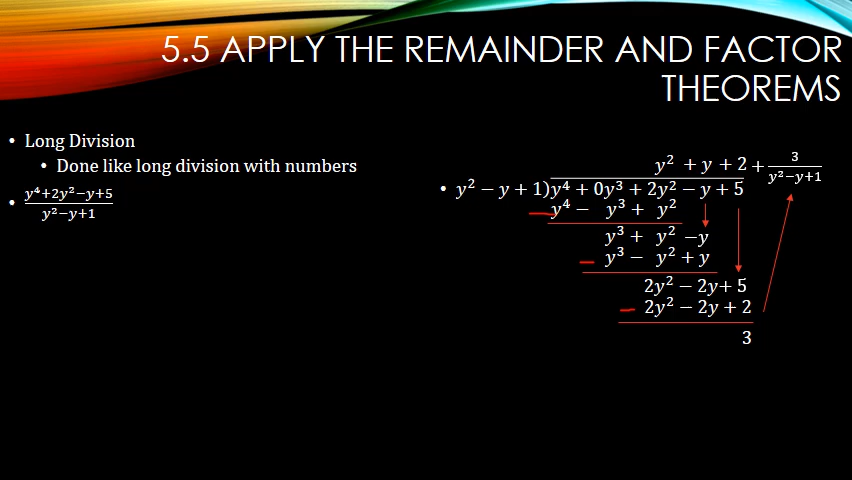 5.5 APPLY THE REMAINDER AND FACTOR
THEOREMS
• Long Division
• Done like long division with numbers
• y⁴+2y²−y+5
y²−y+1
y² + y + 2 + 3
y²−y+1
• y² − y + 1)y⁴ + 0y³ + 2y² − y + 5
− y⁴ − y³ + y²
y³ + y² −y
− y³ − y² + y
2y² − 2y+ 5
− 2y² − 2y + 2
3